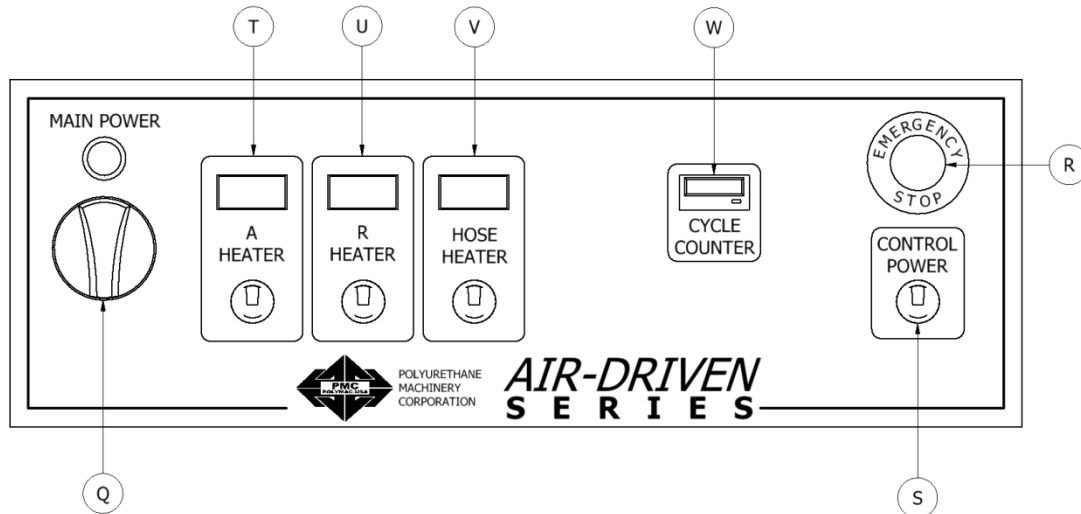 T
U
V
W
MAIN POWER
EMERGENCY
STOP
R
A
HEATER
R
HEATER
HOSE
HEATER
CYCLE
COUNTER
CONTROL
POWER
PMC
POLYMAC-USA
POLYURETHANE
MACHINERY
CORPORATION
AIR-DRIVEN
SERIES
Q
S